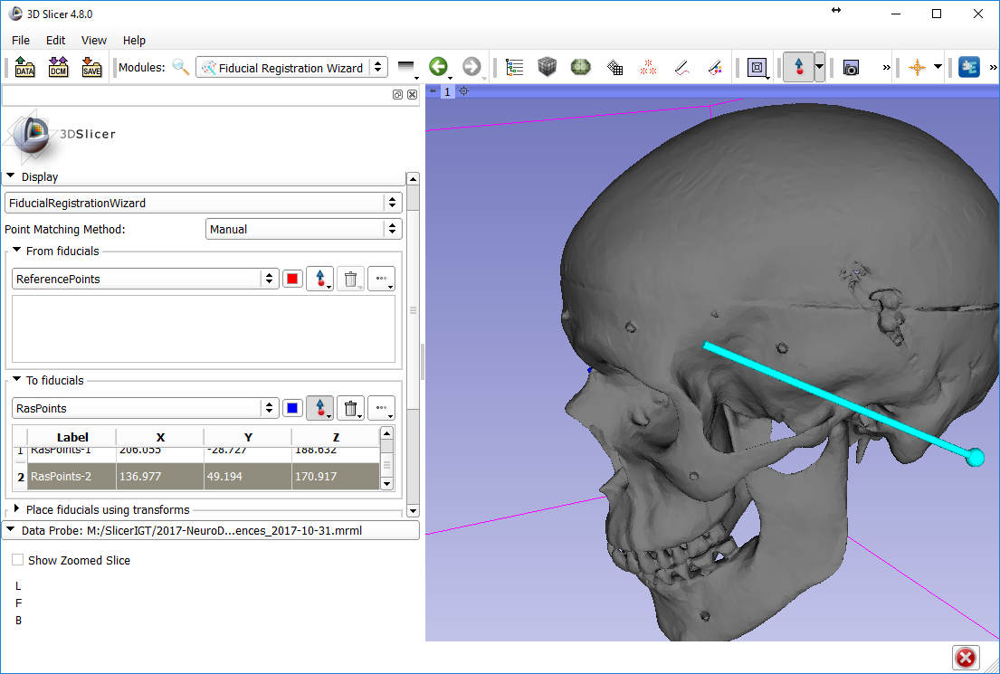 3D Slicer 4.8.0
File Edit View Help
DATA DCM SAVE Modules: Fiducial Registration Wizard » »
1
3DSlicer
Display
FiducialRegistrationWizard
Point Matching Method: Manual
From fiducials
ReferencePoints
To fiducials
RasPoints
Label X Y Z
1 RasPoints-1 206.055 -28.727 188.632
2 RasPoints-2 136.977 49.194 170.917
Place fiducials using transforms
Data Probe: M:/SlicerIGT/2017-NeuroD...ences_2017-10-31.mrml
Show Zoomed Slice
L
F
B